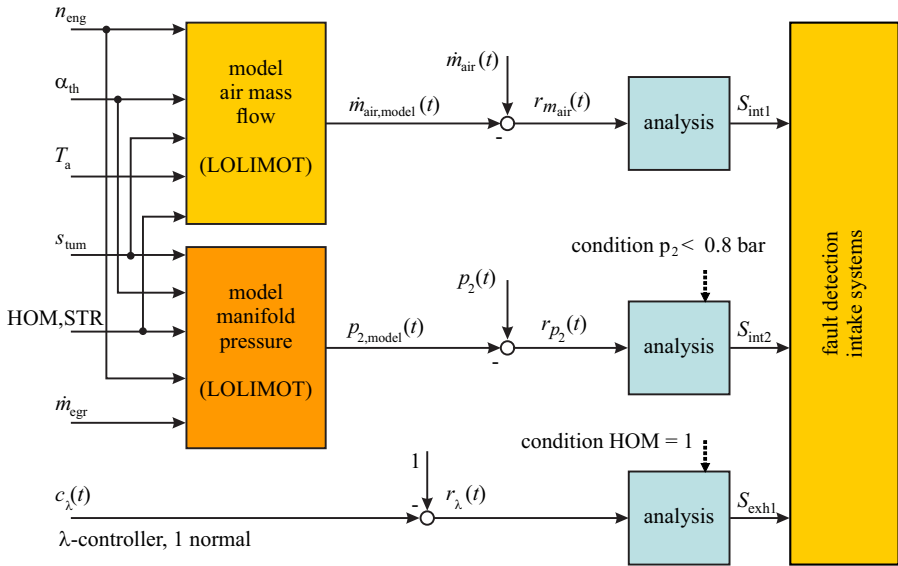 n_eng
α_th
T_a
s_tum
HOM,STR
ṁ_egr
c_λ(t)
λ-controller, 1 normal
model
air mass
flow
(LOLIMOT)
model
manifold
pressure
(LOLIMOT)
ṁ_air,model(t)
ṁ_air(t)
-
r_m_air(t)
analysis
S_int1
p_2,model(t)
p_2(t)
-
r_p_2(t)
condition p_2 < 0.8 bar
analysis
S_int2
1
-
r_λ(t)
condition HOM = 1
analysis
S_exh1
fault detection
intake systems